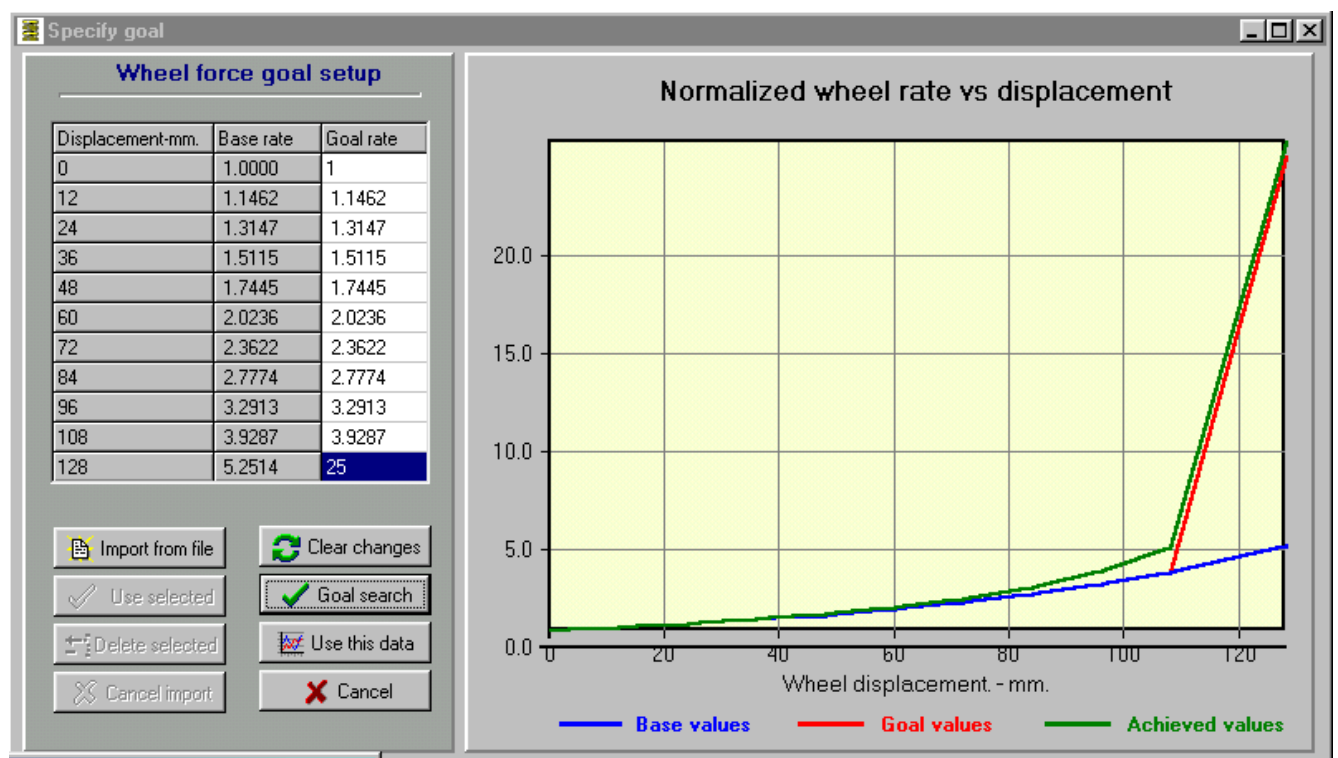 Specify goal
Wheel force goal setup
Displacement-mm. Base rate Goal rate
0 1.0000 1
12 1.1462 1.1462
24 1.3147 1.3147
36 1.5115 1.5115
48 1.7445 1.7445
60 2.0236 2.0236
72 2.3622 2.3622
84 2.7774 2.7774
96 3.2913 3.2913
108 3.9287 3.9287
128 5.2514 25
Import from file Clear changes
Use selected Goal search
Delete selected Use this data
Cancel import Cancel
Normalized wheel rate vs displacement
20.0
15.0
10.0
5.0
0.0
0 20 40 60 80 100 120
Wheel displacement. - mm.
Base values Goal values Achieved values